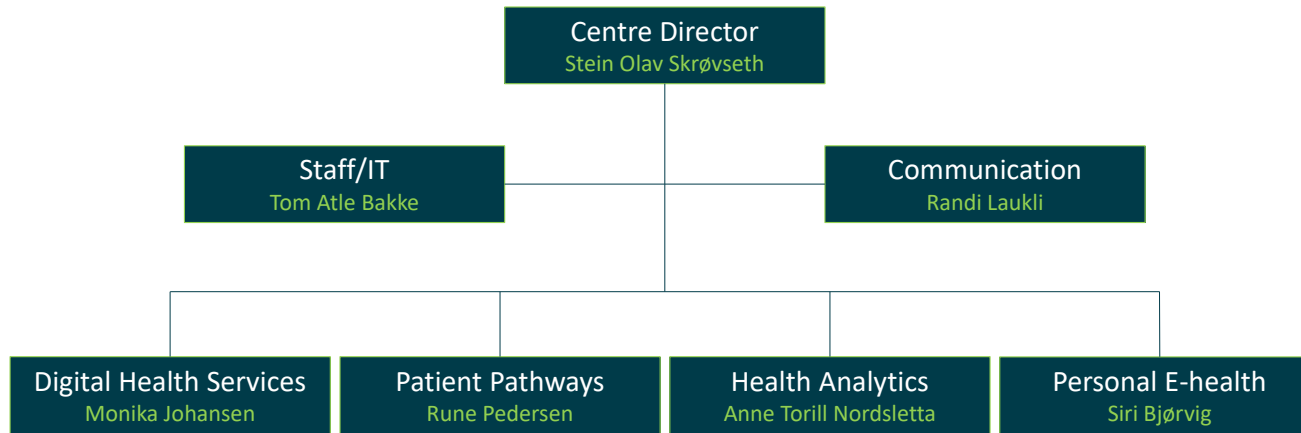 Centre Director
Stein Olav Skrøvseth
Staff/IT
Tom Atle Bakke
Communication
Randi Laukli
Digital Health Services
Monika Johansen
Patient Pathways
Rune Pedersen
Health Analytics
Anne Torill Nordsletta
Personal E-health
Siri Bjørvig